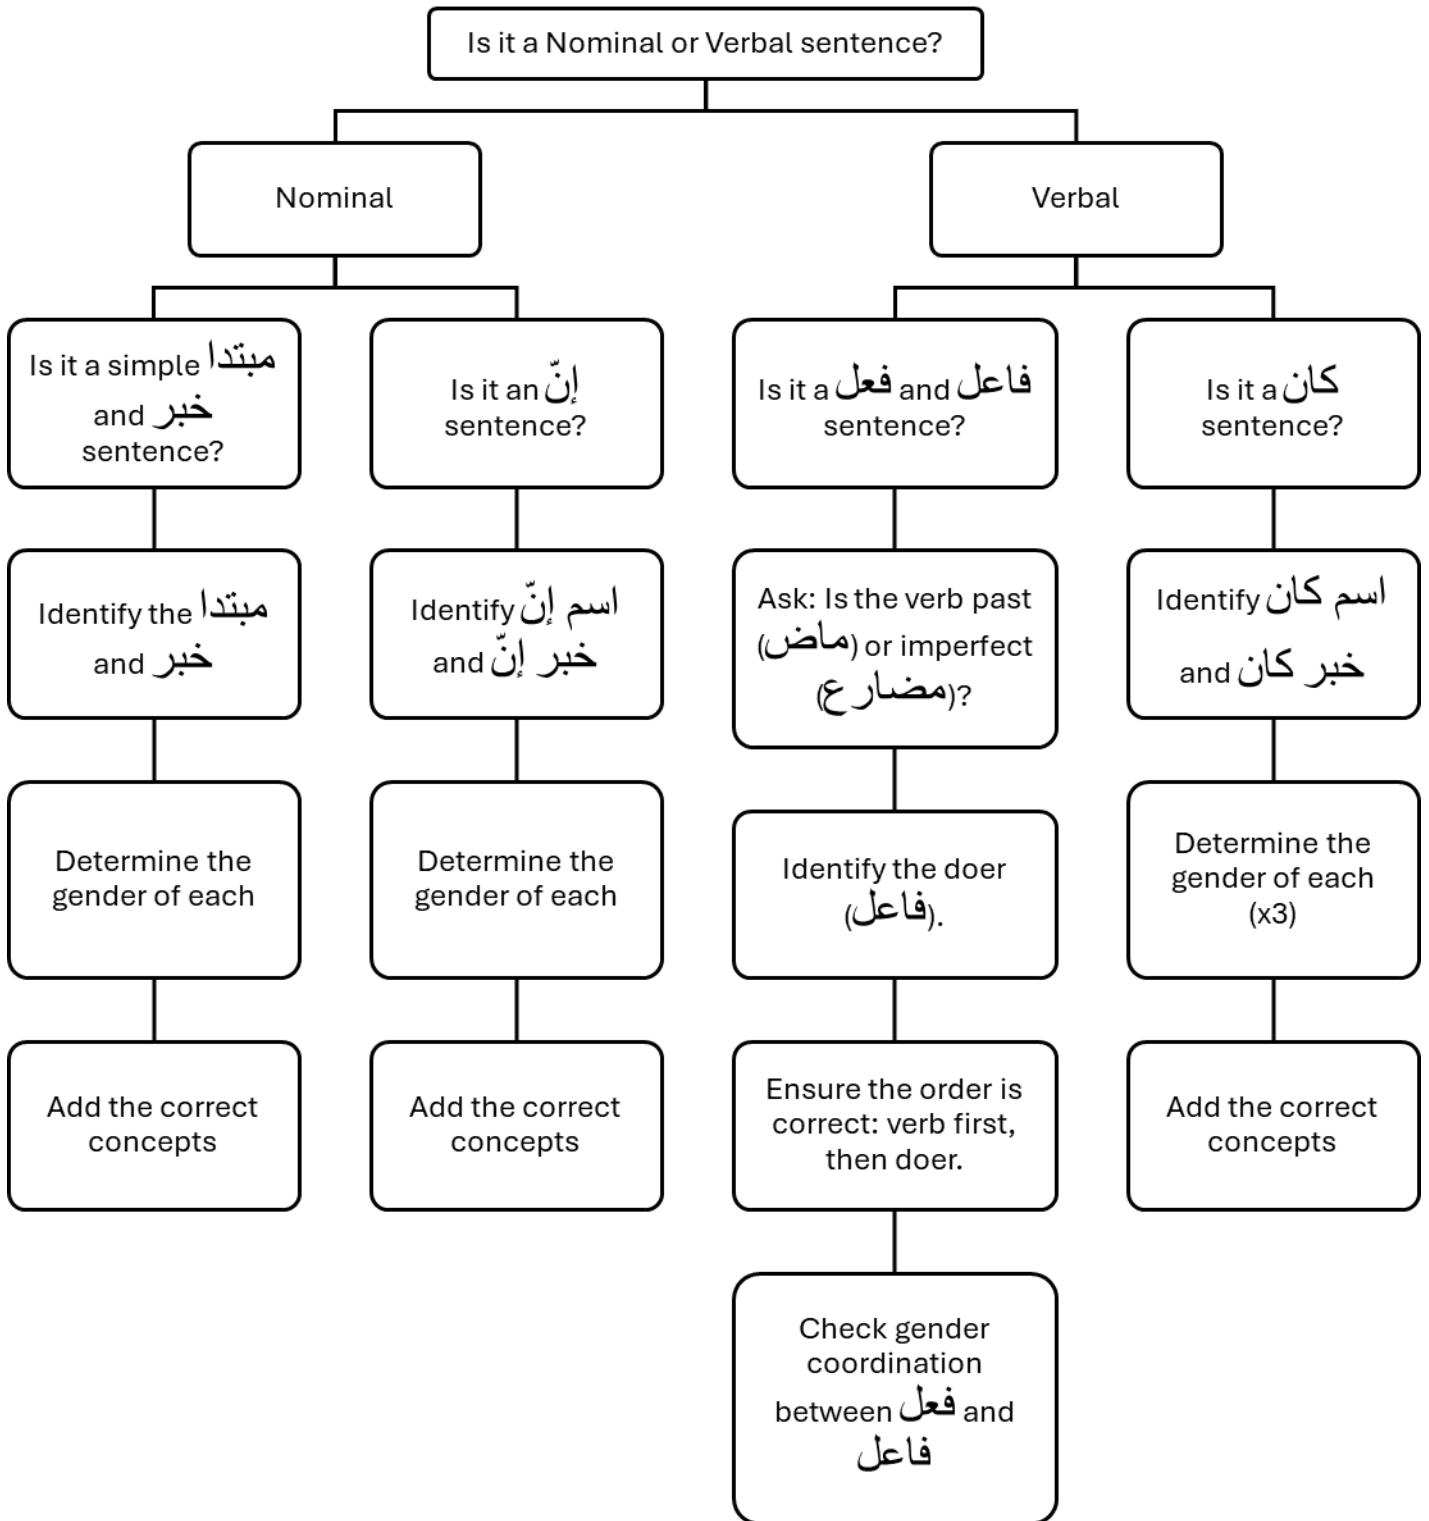 Is it a Nominal or Verbal sentence?
Nominal
Verbal
Is it a simple مبتدا
and خبر
sentence?
Is it an إنّ
sentence?
Is it a فعل and فاعل
sentence?
Is it a كان
sentence?
Identify the مبتدا
and خبر
Identify اسم إنّ
and خبر إنّ
Ask: Is the verb past
(ماض) or imperfect
(مضارع)?
Identify اسم كان
and خبر كان
Determine the
gender of each
Determine the
gender of each
Identify the doer
(فاعل).
Determine the
gender of each
(x3)
Add the correct
concepts
Add the correct
concepts
Ensure the order is
correct: verb first,
then doer.
Add the correct
concepts
Check gender
coordination
between فعل and
فاعل